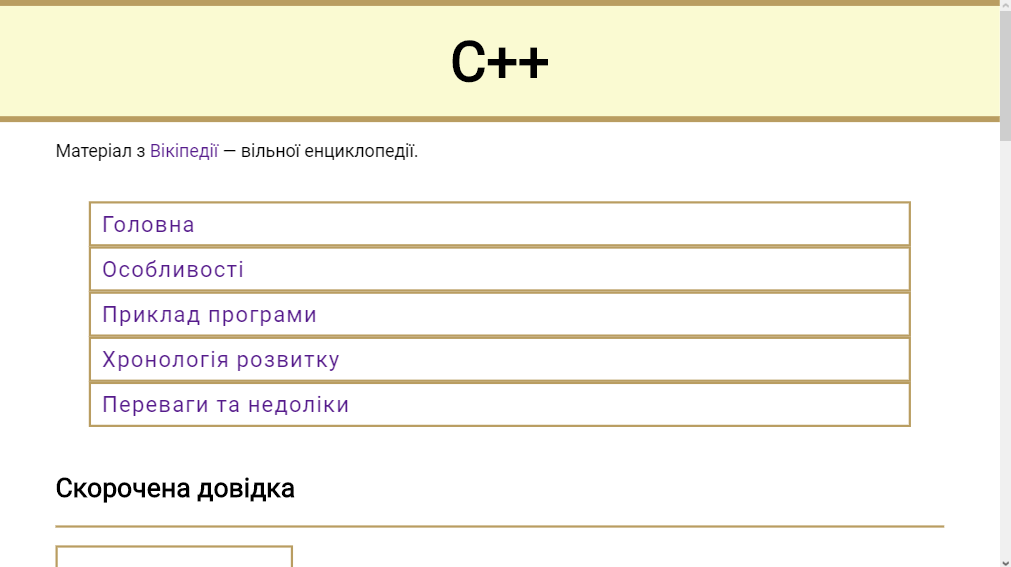 C++
Матеріал з Вікіпедії — вільної енциклопедії.
Головна
Особливості
Приклад програми
Хронологія розвитку
Переваги та недоліки
Скорочена довідка